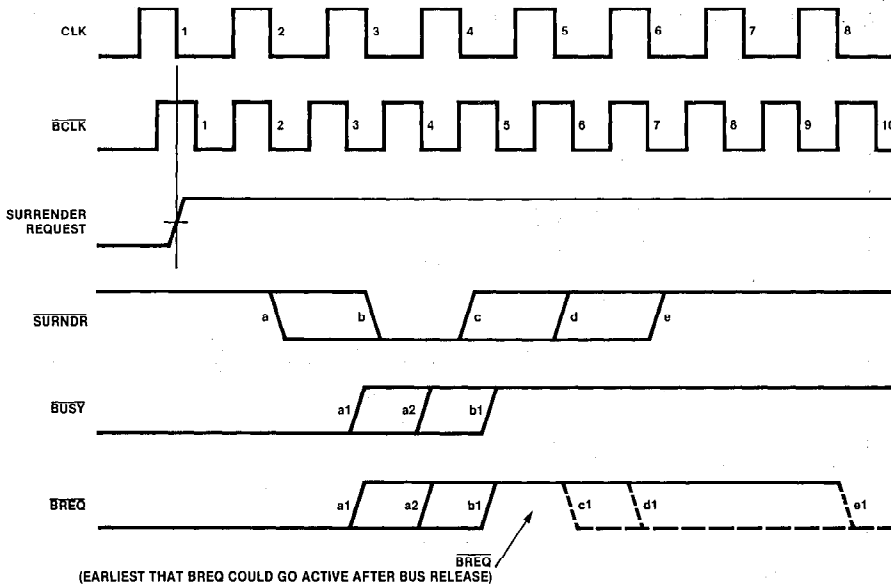 CLK 1 2 3 4 5 6 7 8
BCLK 1 2 3 4 5 6 7 8 9 10
SURRENDER
REQUEST
SURNDR a b c d e
BUSY a1 a2 b1
BREQ a1 a2 b1 c1 d1 e1
BREQ
(EARLIEST THAT BREQ COULD GO ACTIVE AFTER BUS RELEASE)